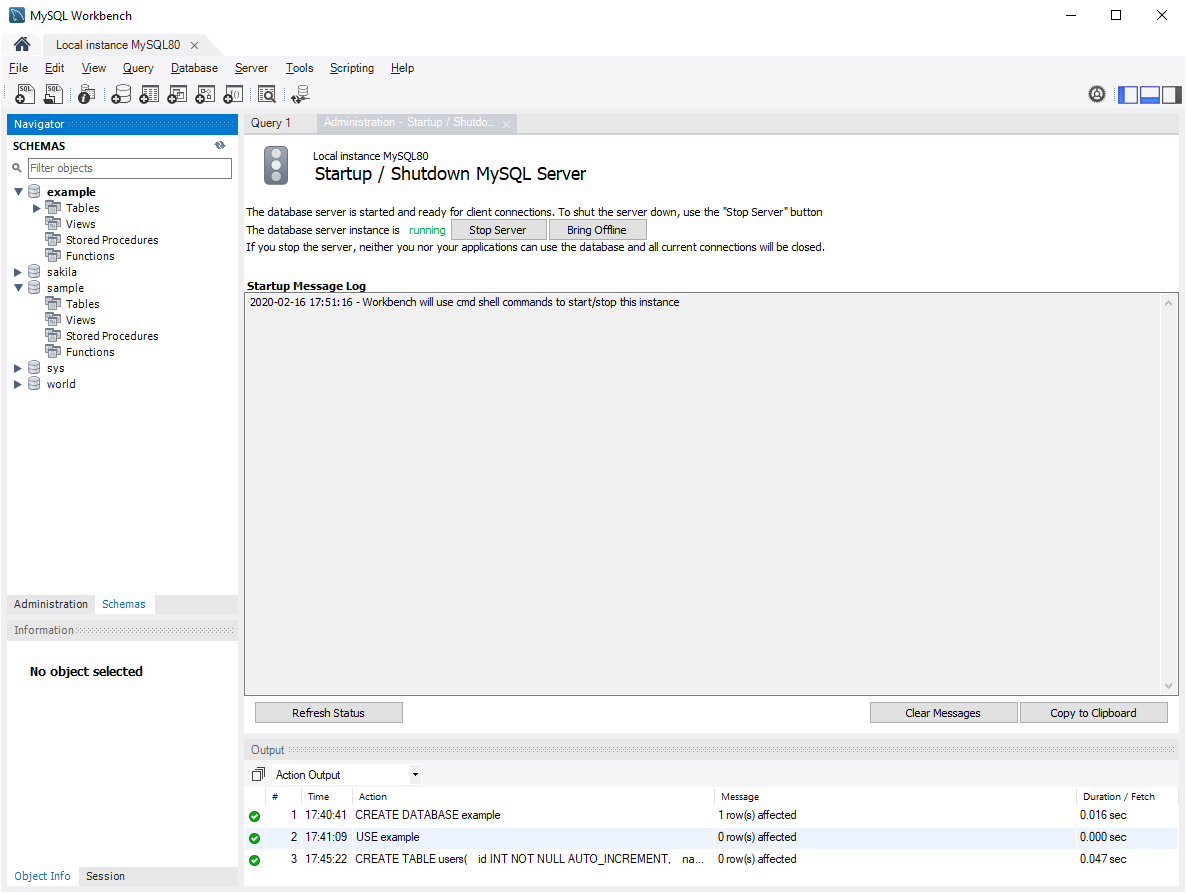 MySQL Workbench
Local instance MySQL80
File Edit View Query Database Server Tools Scripting Help
Navigator
SCHEMAS
Filter objects
example
Tables
Views
Stored Procedures
Functions
sakila
sample
Tables
Views
Stored Procedures
Functions
sys
world
Administration Schemas
Information
No object selected
Object Info Session
Query 1 Administration - Startup / Shutdo...
Local instance MySQL80
Startup / Shutdown MySQL Server
The database server is started and ready for client connections. To shut the server down, use the "Stop Server" button
The database server instance is running Stop Server Bring Offline
If you stop the server, neither you nor your applications can use the database and all current connections will be closed.
Startup Message Log
2020-02-16 17:51:16 - Workbench will use cmd shell commands to start/stop this instance
Refresh Status Clear Messages Copy to Clipboard
Output
Action Output
# Time Action Message Duration / Fetch
1 17:40:41 CREATE DATABASE example 1 row(s) affected 0.016 sec
2 17:41:09 USE example 0 row(s) affected 0.000 sec
3 17:45:22 CREATE TABLE users( id INT NOT NULL AUTO_INCREMENT, na... 0 row(s) affected 0.047 sec